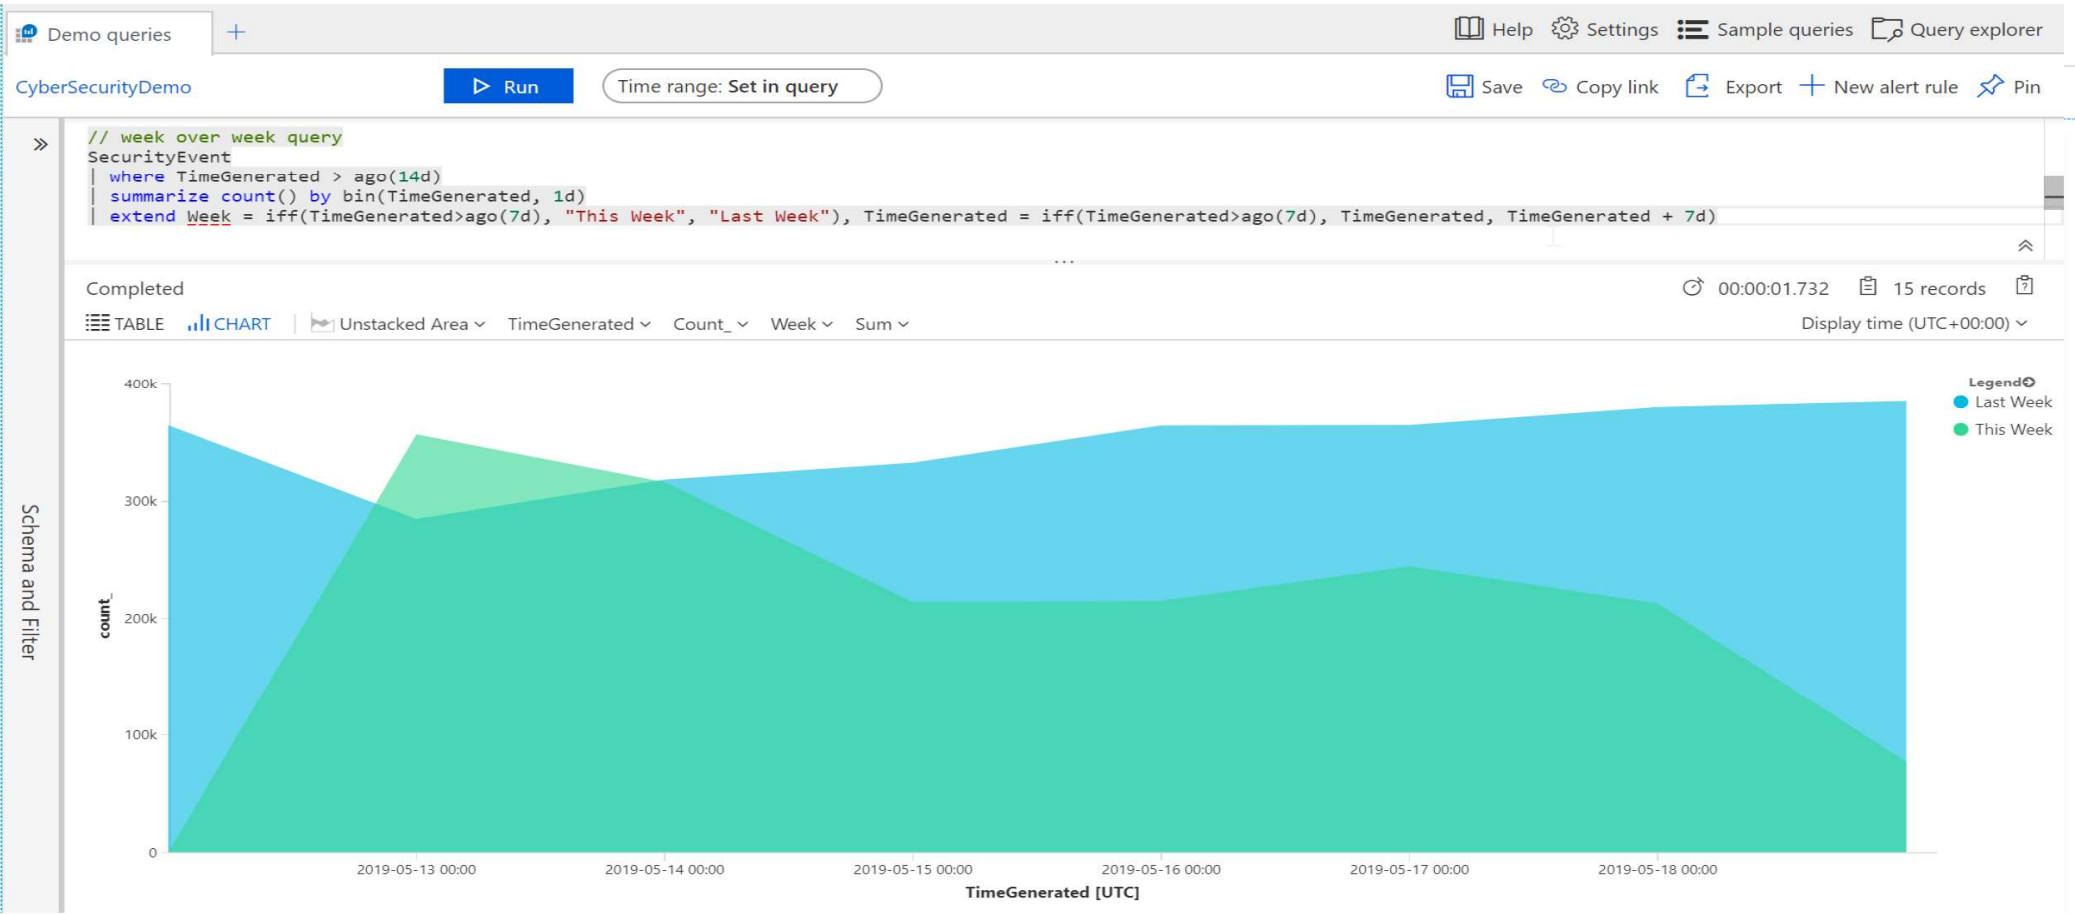 Demo queries + Help Settings Sample queries Query explorer
CyberSecurityDemo Run Time range: Set in query Save Copy link Export New alert rule Pin
// week over week query
SecurityEvent
| where TimeGenerated > ago(14d)
| summarize count() by bin(TimeGenerated, 1d)
| extend Week = iff(TimeGenerated>ago(7d), "This Week", "Last Week"), TimeGenerated = iff(TimeGenerated>ago(7d), TimeGenerated, TimeGenerated + 7d)
...
Completed 00:00:01.732 15 records
TABLE CHART Unstacked Area TimeGenerated Count_ Week Sum Display time (UTC+00:00)
Schema and Filter
Legend
Last Week
This Week
400k
300k
200k
100k
0
count_
2019-05-13 00:00 2019-05-14 00:00 2019-05-15 00:00 2019-05-16 00:00 2019-05-17 00:00 2019-05-18 00:00
TimeGenerated [UTC]